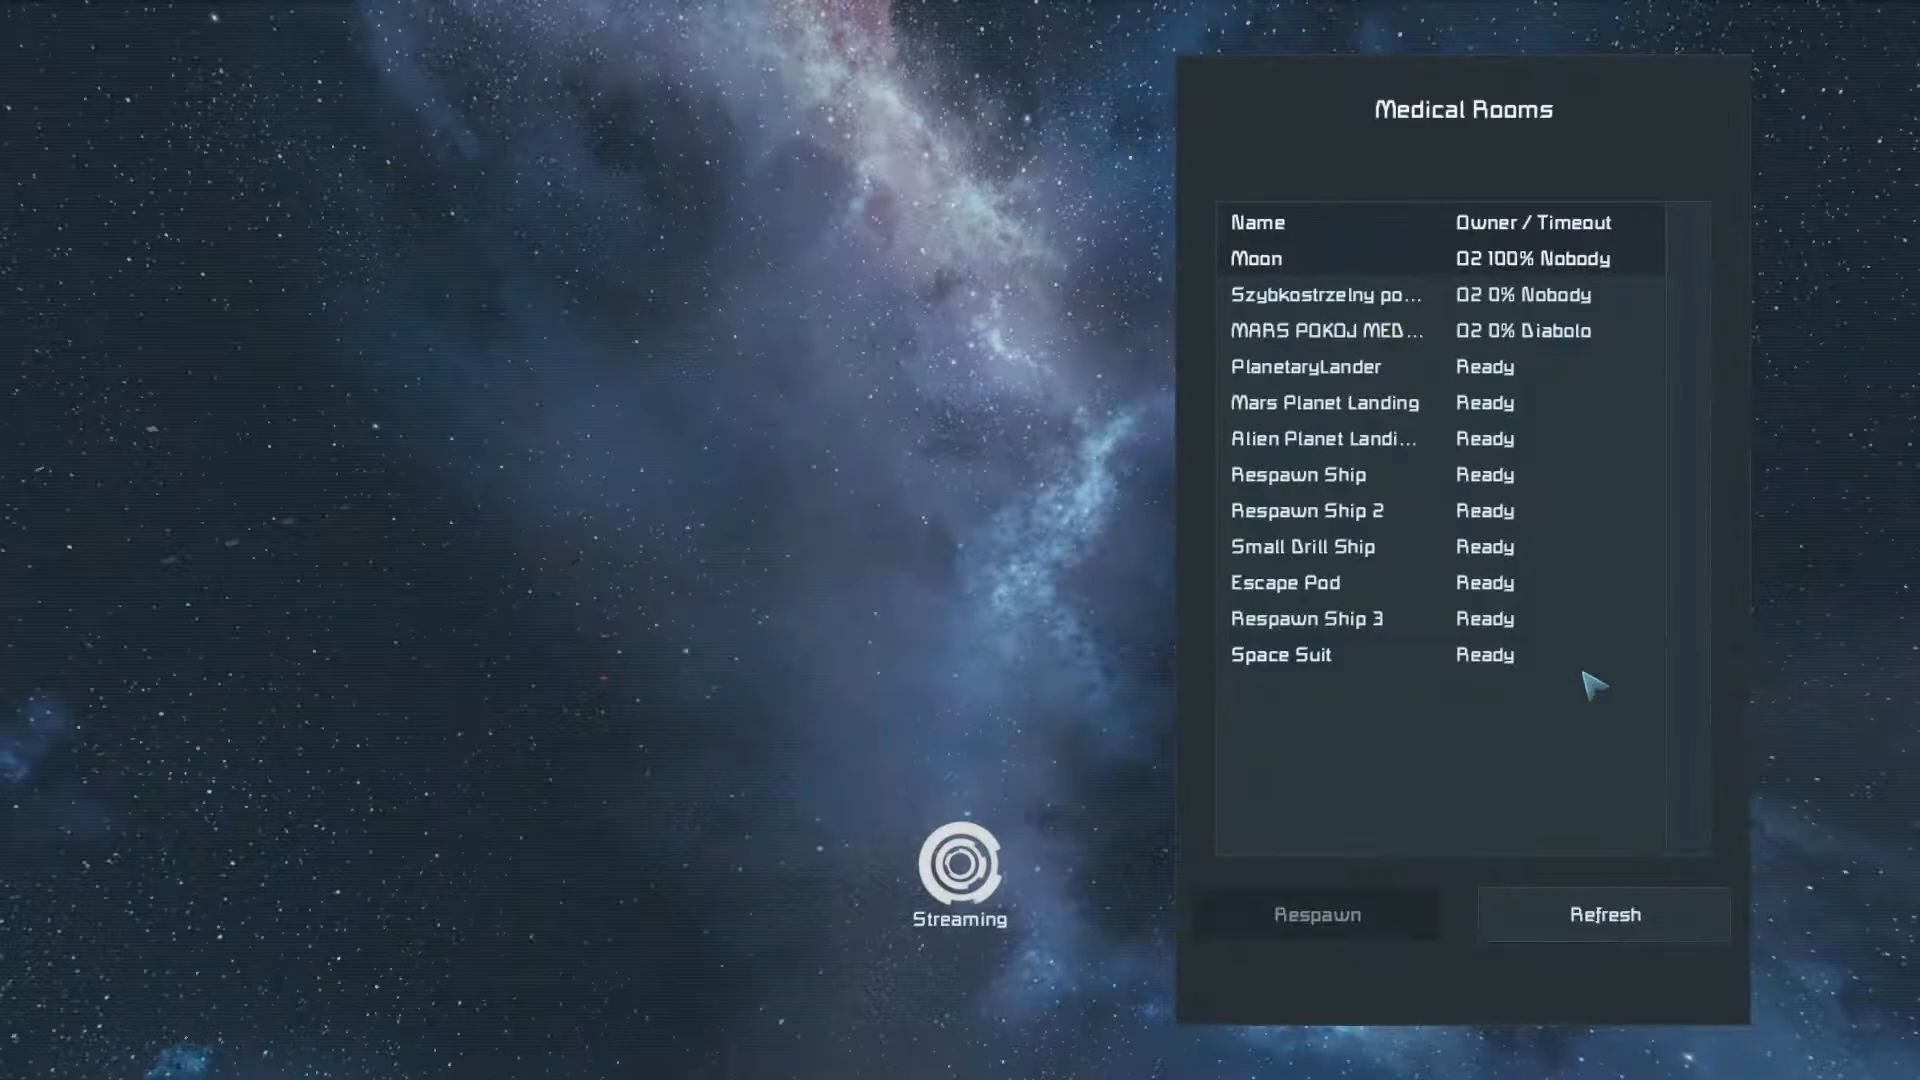 Medical Rooms
Name Owner / Timeout
Moon O2 100% Nobody
Szybkostrzelny po... O2 0% Nobody
MARS POKOJ MED... O2 0% Diabolo
PlanetaryLander Ready
Mars Planet Landing Ready
Alien Planet Landi... Ready
Respawn Ship Ready
Respawn Ship 2 Ready
Small Drill Ship Ready
Escape Pod Ready
Respawn Ship 3 Ready
Space Suit Ready
Respawn Refresh
Streaming